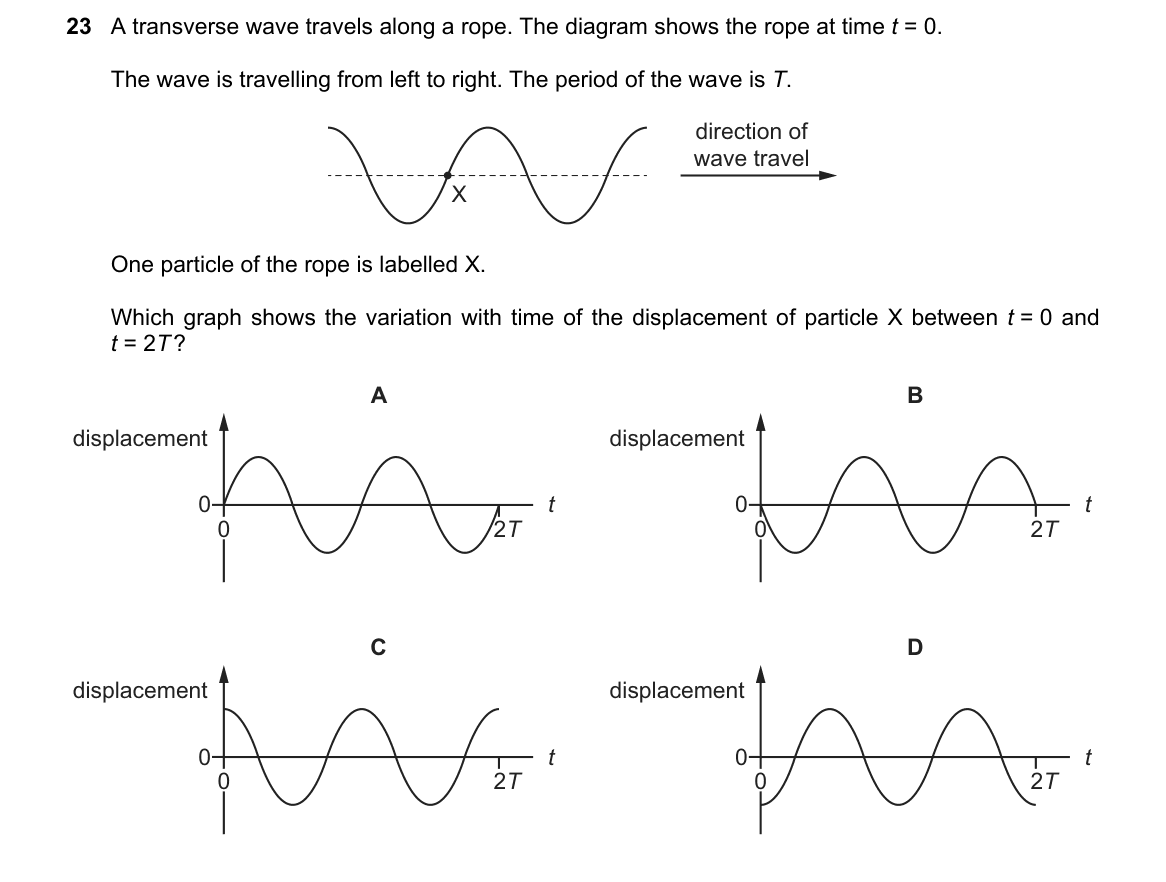 23 A transverse wave travels along a rope. The diagram shows the rope at time t = 0.
The wave is travelling from left to right. The period of the wave is T.
direction of
wave travel
X
One particle of the rope is labelled X.
Which graph shows the variation with time of the displacement of particle X between t = 0 and
t = 2T?
A
displacement
0
0
2T
t
B
displacement
0
0
2T
t
C
displacement
0
0
2T
t
D
displacement
0
0
2T
t